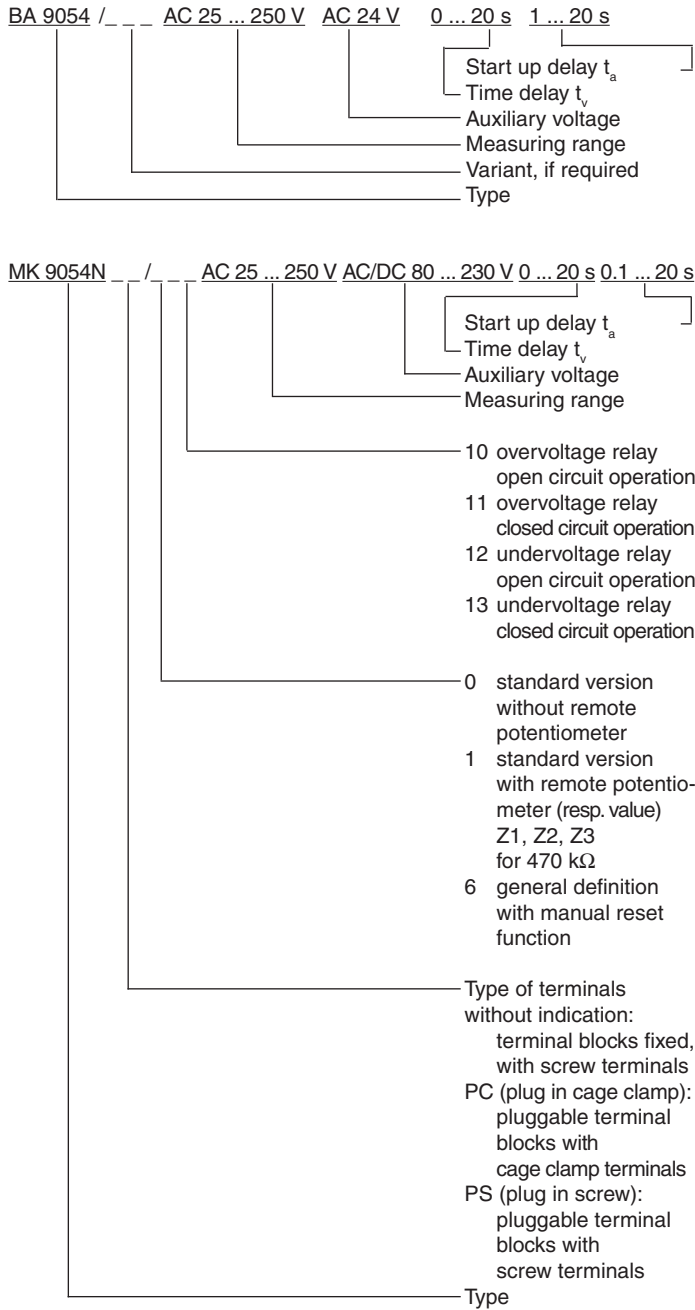 BA 9054 /_ _ _ AC 25 ... 250 V AC 24 V 0 ... 20 s 1 ... 20 s
Start up delay tₐ
Time delay tᵥ
Auxiliary voltage
Measuring range
Variant, if required
Type
MK 9054N _ _ /_ _ _ AC 25 ... 250 V AC/DC 80 ... 230 V 0 ... 20 s 0.1 ... 20 s
Start up delay tₐ
Time delay tᵥ
Auxiliary voltage
Measuring range
10 overvoltage relay
open circuit operation
11 overvoltage relay
closed circuit operation
12 undervoltage relay
open circuit operation
13 undervoltage relay
closed circuit operation
0 standard version
without remote
potentiometer
1 standard version
with remote potentio-
meter (resp. value)
Z1, Z2, Z3
for 470 kΩ
6 general definition
with manual reset
function
Type of terminals
without indication:
terminal blocks fixed,
with screw terminals
PC (plug in cage clamp):
pluggable terminal
blocks with
cage clamp terminals
PS (plug in screw):
pluggable terminal
blocks with
screw terminals
Type